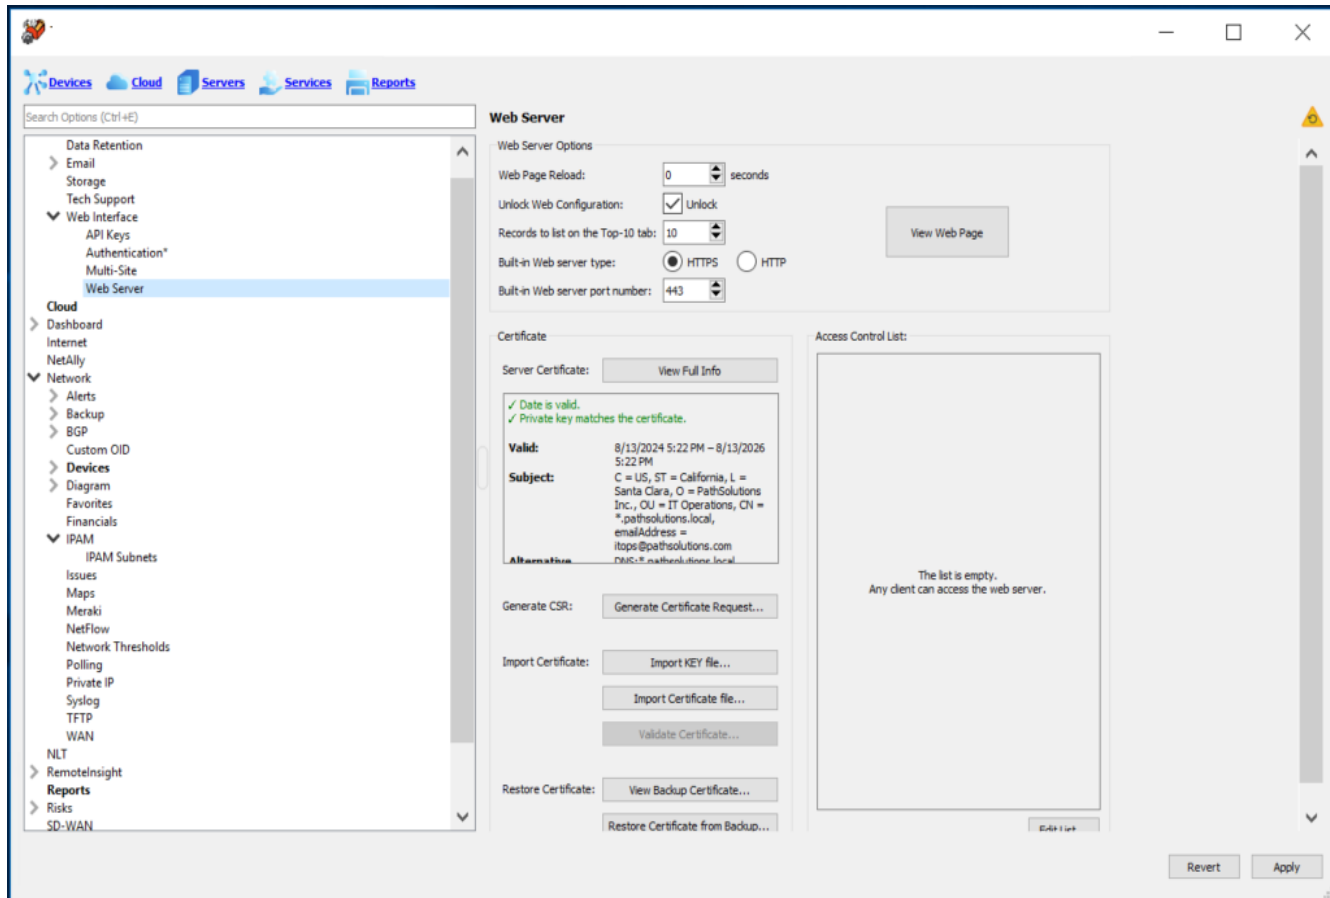 Devices
Cloud
Servers
Services
Reports
Search Options (Ctrl+E)
Data Retention
Email
Storage
Tech Support
Web Interface
API Keys
Authentication*
Multi-Site
Web Server
Cloud
Dashboard
Internet
NetAlly
Network
Alerts
Backup
BGP
Custom OID
Devices
Diagram
Favorites
Financials
IPAM
IPAM Subnets
Issues
Maps
Meraki
NetFlow
Network Thresholds
Polling
Private IP
Syslog
TFTP
WAN
NLT
RemoteInsight
Reports
Risks
SD-WAN
Web Server
Web Server Options
Web Page Reload: 0 seconds
Unlock Web Configuration: Unlock
Records to list on the Top-10 tab: 10
View Web Page
Built-in Web server type: HTTPS HTTP
Built-in Web server port number: 443
Certificate
Server Certificate: View Full Info
✓ Date is valid.
✓ Private key matches the certificate.
Valid: 8/13/2024 5:22 PM – 8/13/2026
5:22 PM
Subject: C = US, ST = California, L =
Santa Clara, O = PathSolutions
Inc., OU = IT Operations, CN =
*.pathsolutions.local,
emailAddress =
itops@pathsolutions.com
Alternative DNS:*.pathsolutions.local
Generate CSR: Generate Certificate Request...
Import Certificate: Import KEY file...
Import Certificate file...
Validate Certificate...
Restore Certificate: View Backup Certificate...
Restore Certificate from Backup...
Access Control List:
The list is empty.
Any client can access the web server.
Edit List...
Revert
Apply